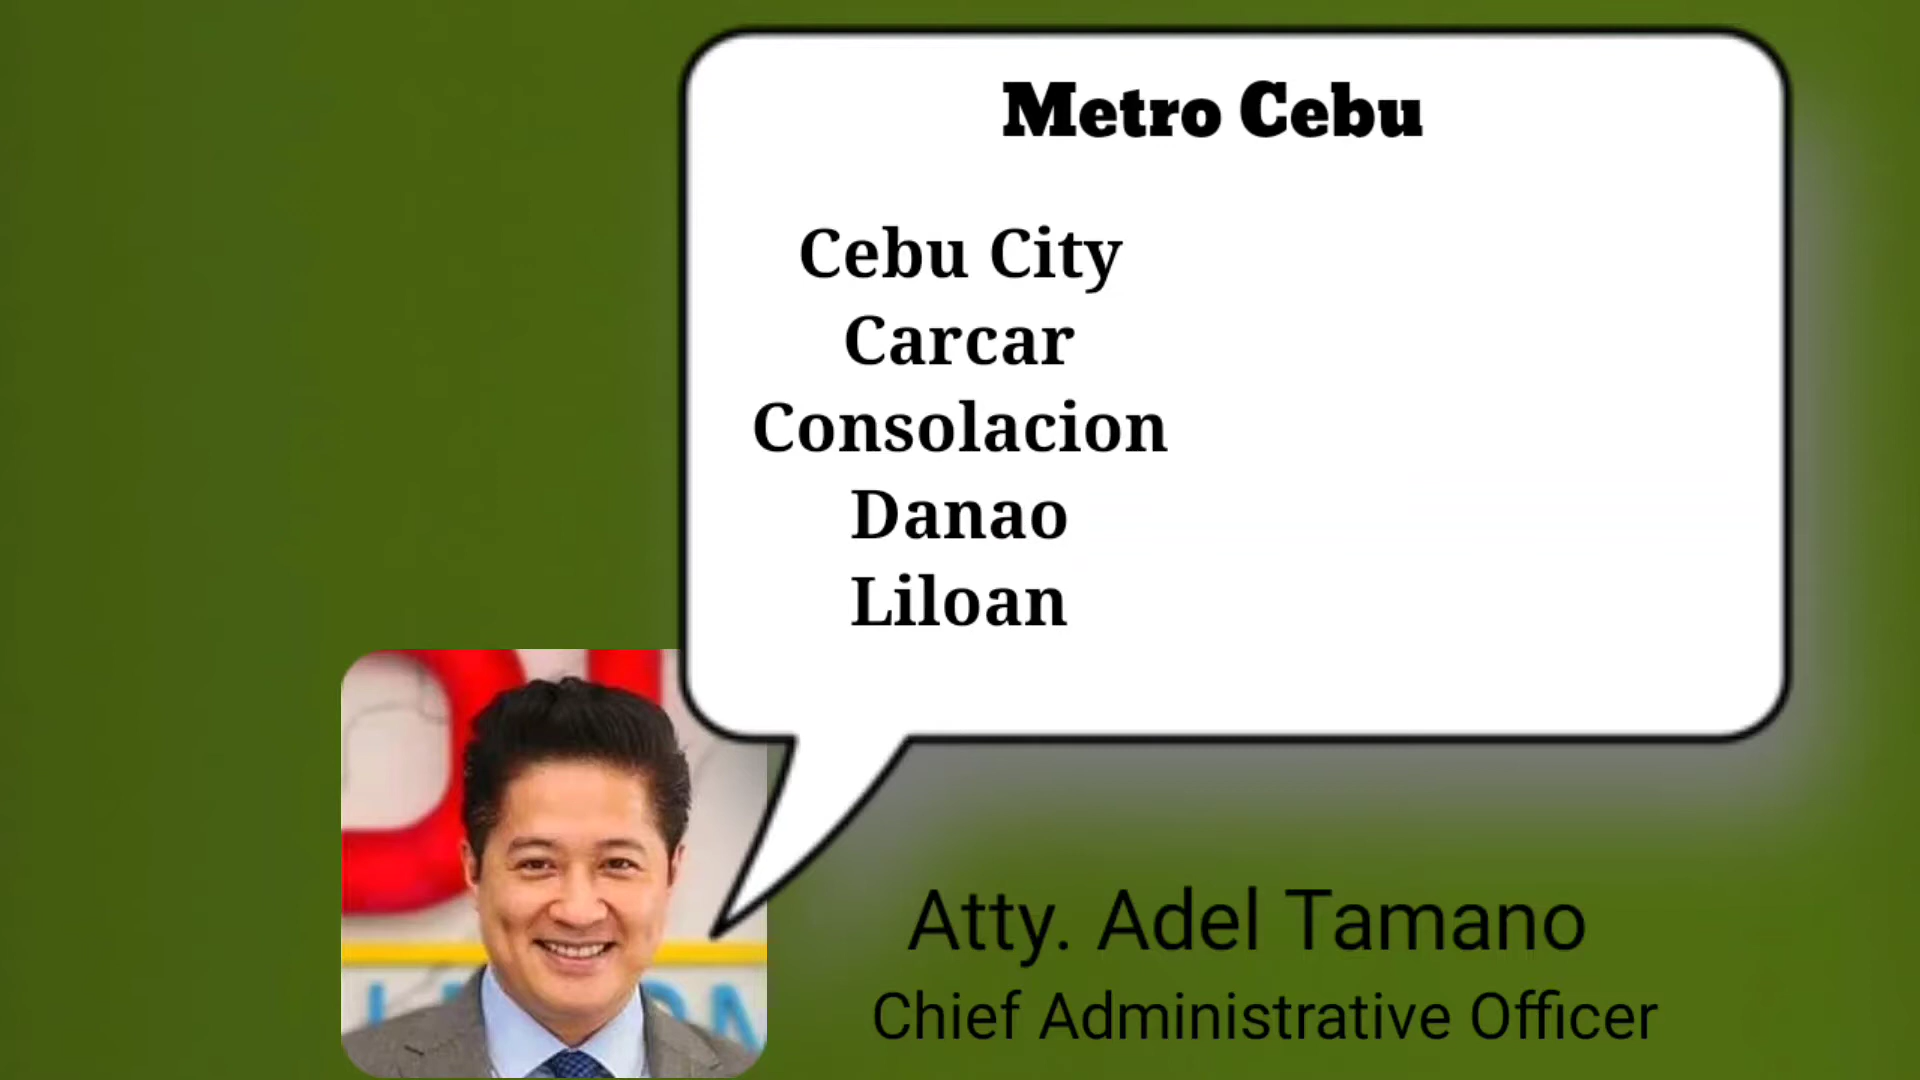 Metro Cebu
Cebu City
Carcar
Consolacion
Danao
Liloan
Atty. Adel Tamano
Chief Administrative Officer